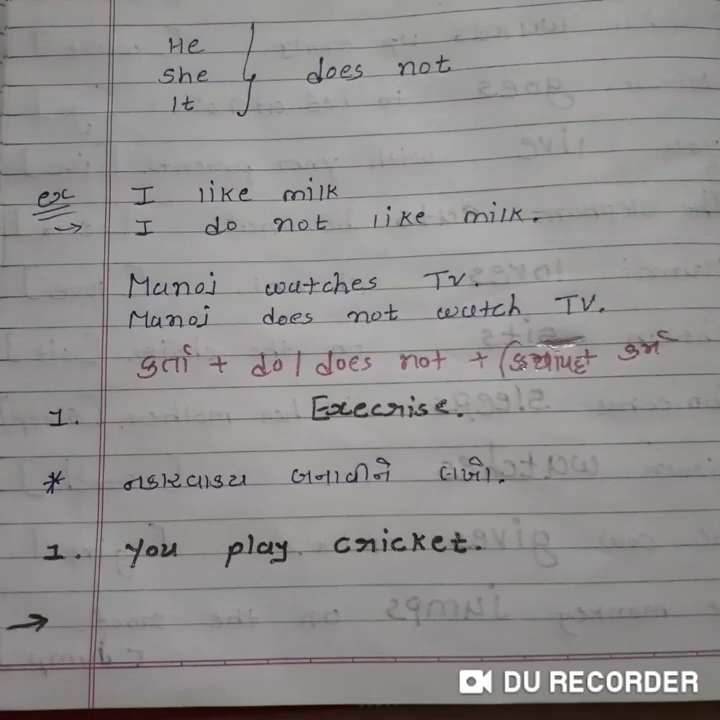 He
She
It
does not
ex I like milk
→ I do not like milk.
Manoj watches TV.
Manoj does not watch TV.
કર્તા + do / does not + (ક્રિયાપદ કર્મ
1. Execrise.
* નકારવાક્ય બનાવીને લખો.
1. You play cricket.
→
DU RECORDER